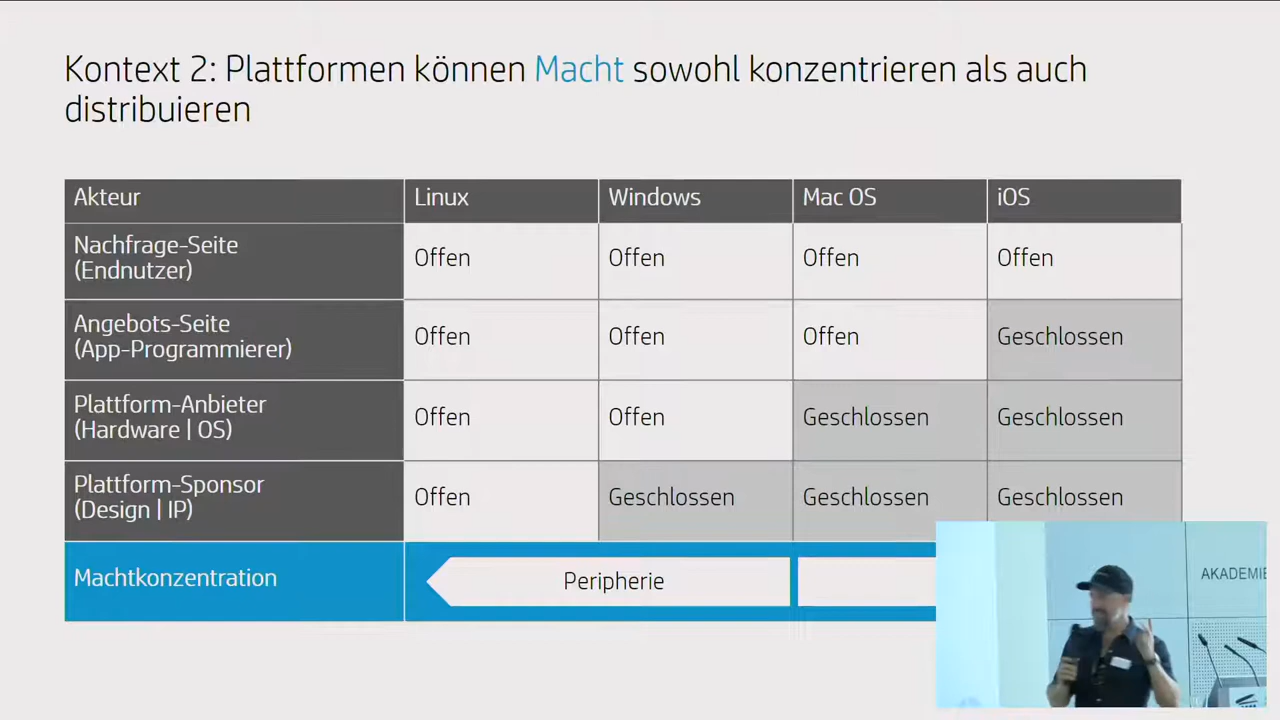 Kontext 2: Plattformen können Macht sowohl konzentrieren als auch
distribuieren
Akteur Linux Windows Mac OS iOS
Nachfrage-Seite
(Endnutzer)
Offen Offen Offen Offen
Angebots-Seite
(App-Programmierer)
Offen Offen Offen Geschlossen
Plattform-Anbieter
(Hardware | OS)
Offen Offen Geschlossen Geschlossen
Plattform-Sponsor
(Design | IP)
Offen Geschlossen Geschlossen Geschlossen
Machtkonzentration Peripherie
AKADEMIE